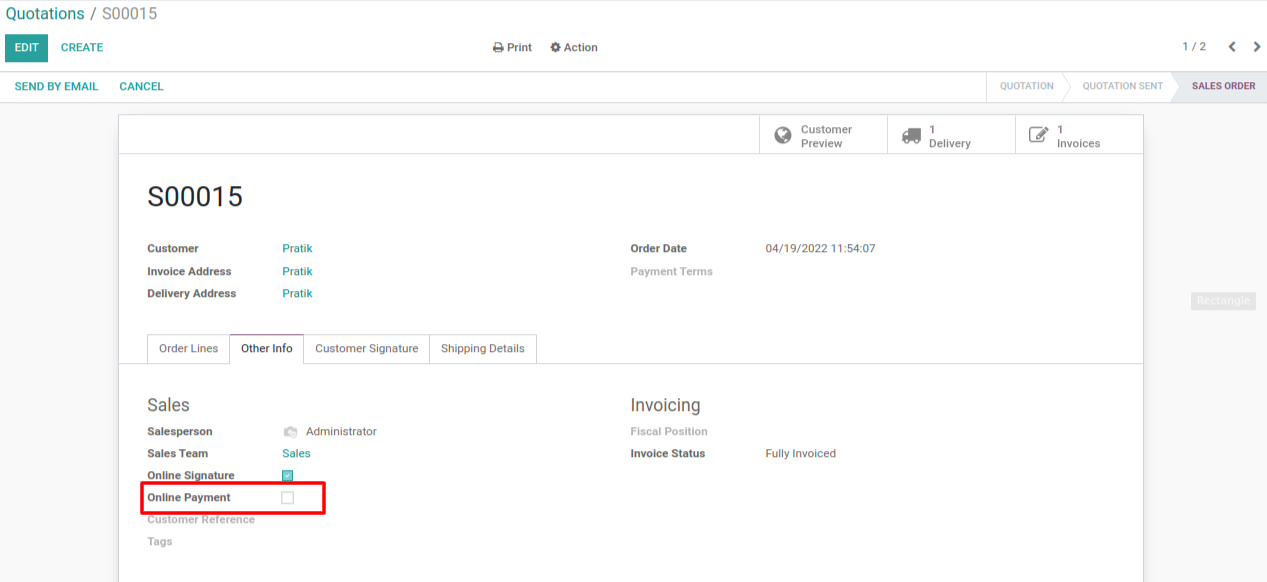 Quotations / S00015
EDIT CREATE Print Action 1 / 2
SEND BY EMAIL CANCEL QUOTATION QUOTATION SENT SALES ORDER
Customer Preview
1 Delivery
1 Invoices
S00015
Customer Pratik
Invoice Address Pratik
Delivery Address Pratik
Order Date 04/19/2022 11:54:07
Payment Terms
Rectangle
Order Lines Other Info Customer Signature Shipping Details
Sales
Salesperson Administrator
Sales Team Sales
Online Signature
Online Payment
Customer Reference
Tags
Invoicing
Fiscal Position
Invoice Status Fully Invoiced